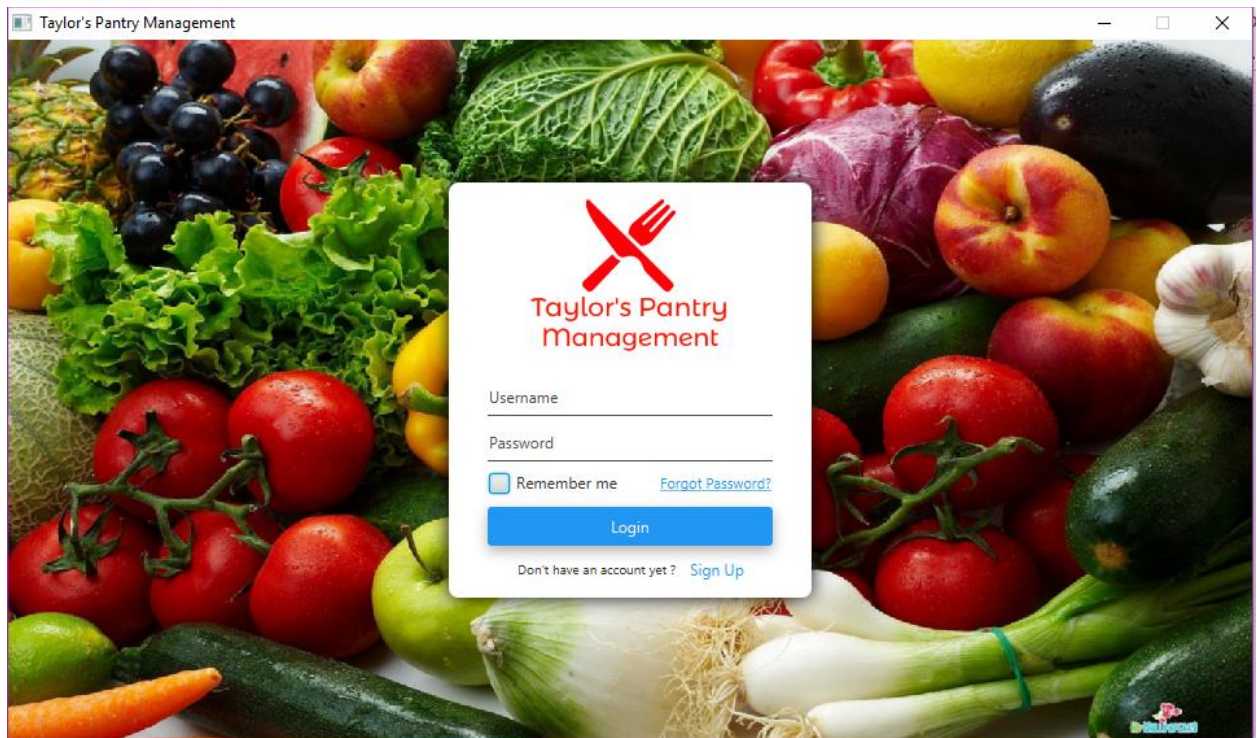 Taylor's Pantry Management
Taylor's Pantry
Management
Username
Password
Remember me Forgot Password?
Login
Don't have an account yet ? Sign Up